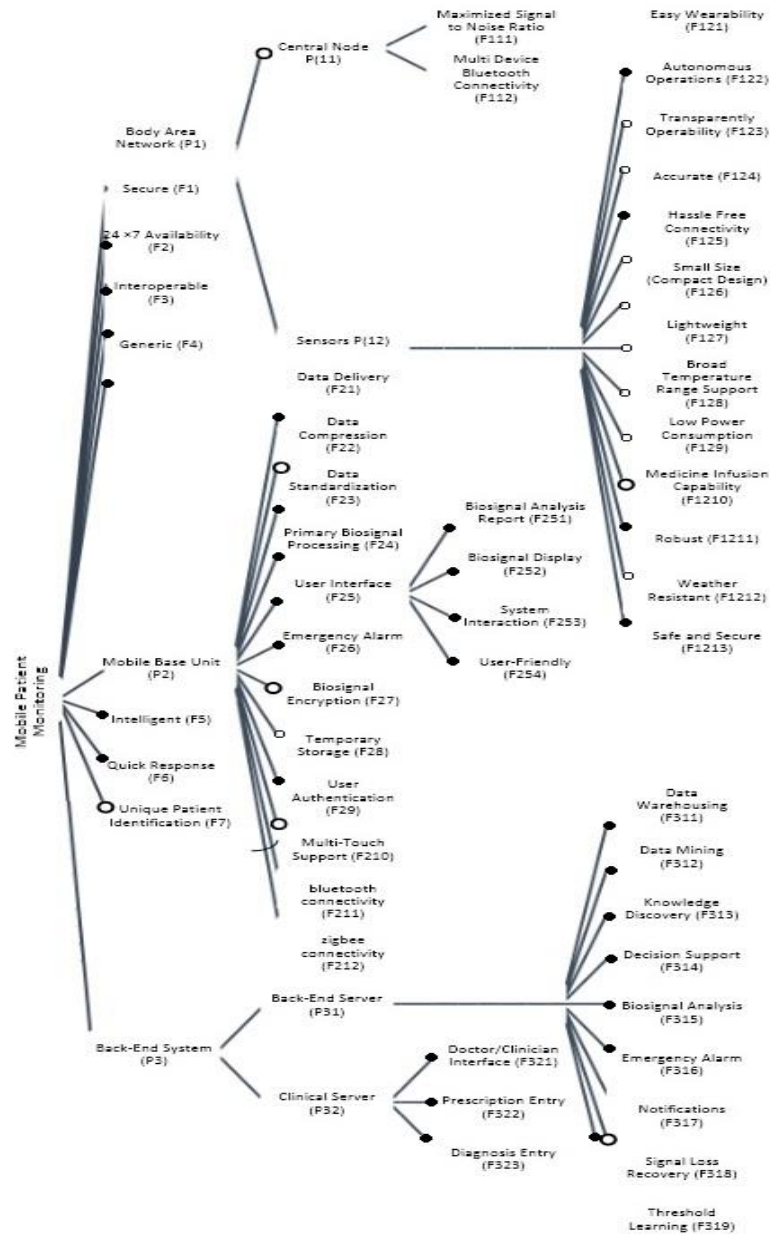 Mobile Patient
Monitoring
Body Area
Network (P1)
Secure (F1)
24 ×7 Availability
(F2)
Interoperable
(F3)
Generic (F4)
Mobile Base Unit
(P2)
Intelligent (F5)
Quick Response
(F6)
Unique Patient
Identification (F7)
Back-End System
(P3)
Central Node
P(11)
Maximized Signal
to Noise Ratio
(F111)
Multi Device
Bluetooth
Connectivity
(F112)
Sensors P(12)
Easy Wearability
(F121)
Autonomous
Operations (F122)
Transparently
Operability (F123)
Accurate (F124)
Hassle Free
Connectivity
(F125)
Small Size
(Compact Design)
(F126)
Lightweight
(F127)
Broad
Temperature
Range Support
(F128)
Low Power
Consumption
(F129)
Medicine Infusion
Capability
(F1210)
Robust (F1211)
Weather
Resistant (F1212)
Safe and Secure
(F1213)
Data Delivery
(F21)
Data
Compression
(F22)
Data
Standardization
(F23)
Primary Biosignal
Processing (F24)
User Interface
(F25)
Emergency Alarm
(F26)
Biosignal
Encryption (F27)
Temporary
Storage (F28)
User
Authentication
(F29)
Multi-Touch
Support (F210)
bluetooth
connectivity
(F211)
zigbee
connectivity
(F212)
Biosignal Analysis
Report (F251)
Biosignal Display
(F252)
System
Interaction (F253)
User-Friendly
(F254)
Back-End Server
(P31)
Clinical Server
(P32)
Data
Warehousing
(F311)
Data Mining
(F312)
Knowledge
Discovery (F313)
Decision Support
(F314)
Biosignal Analysis
(F315)
Emergency Alarm
(F316)
Notifications
(F317)
Signal Loss
Recovery (F318)
Threshold
Learning (F319)
Doctor/Clinician
Interface (F321)
Prescription Entry
(F322)
Diagnosis Entry
(F323)